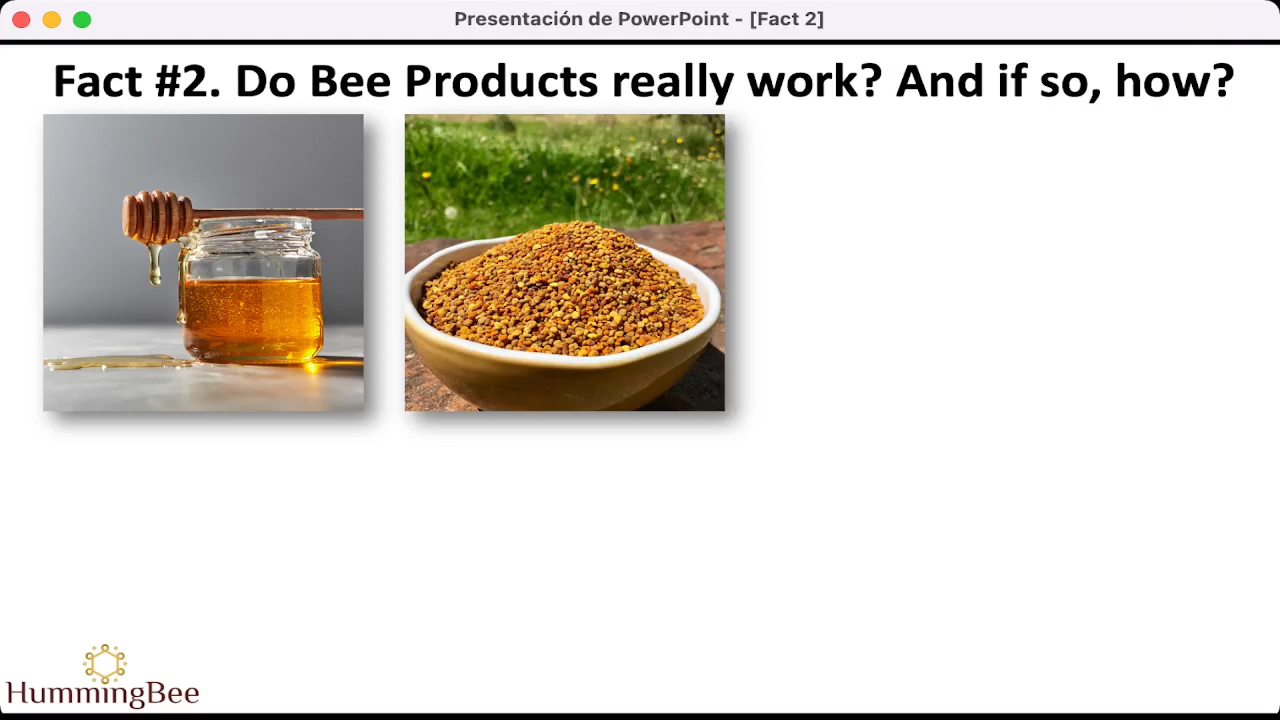 Presentación de PowerPoint - [Fact 2]
Fact #2. Do Bee Products really work? And if so, how?
HummingBee